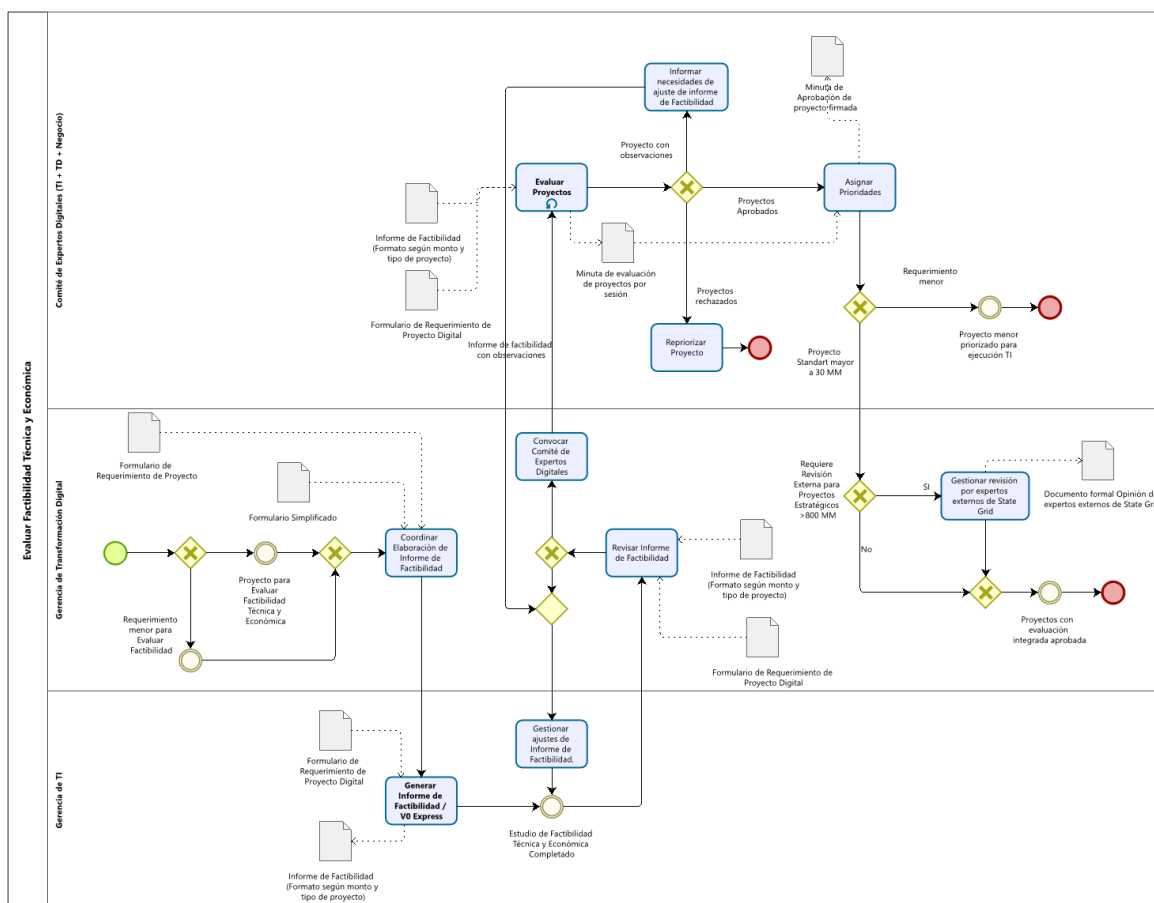 Evaluar Factibilidad Técnica y Económica
Comité de Expertos Digitales (TI + TD + Negocio)
Informar
necesidades de
ajuste de informe
de Factibilidad
Minuta de
Aprobación de
proyecto firmada
Proyecto con
observaciones
Evaluar
Proyectos
Asignar
Prioridades
Proyectos
Aprobados
Informe de Factibilidad
(Formato según monto y
tipo de proyecto)
Minuta de evaluación
de proyectos por
sesión
Requerimiento
menor
Proyectos
rechazados
Formulario de Requerimiento de
Proyecto Digital
Informe de factibilidad
con observaciones
Repriorizar
Proyecto
Proyecto menor
priorizado para
ejecución TI
Proyecto
Standart mayor
a 30 MM
Gerencia de Transformación Digital
Formulario de
Requerimiento de Proyecto
Convocar
Comité de
Expertos
Digitales
Requiere
Revisión
Externa para
Proyectos
Estratégicos
>800 MM
SI
Gestionar revisión
por expertos
externos de State
Grid
Documento formal Opinión d
expertos externos de State Gr
Formulario Simplificado
Coordinar
Elaboración de
Informe de
Factibilidad
Revisar Informe
de Factibilidad
No
Informe de Factibilidad
(Formato según monto y
tipo de proyecto)
Proyecto para
Evaluar
Factibilidad
Técnica y
Económica
Requerimiento
menor para
Evaluar
Factibilidad
Proyectos con
evaluación
integrada aprobada
Formulario de Requerimiento de
Proyecto Digital
Gerencia de TI
Gestionar
ajustes de
Informe de
Factibilidad.
Formulario de
Requerimiento de
Proyecto Digital
Generar
Informe de
Factibilidad /
V0 Express
Estudio de Factibilidad
Técnica y Económica
Completado
Informe de Factibilidad
(Formato según monto y
tipo de proyecto)